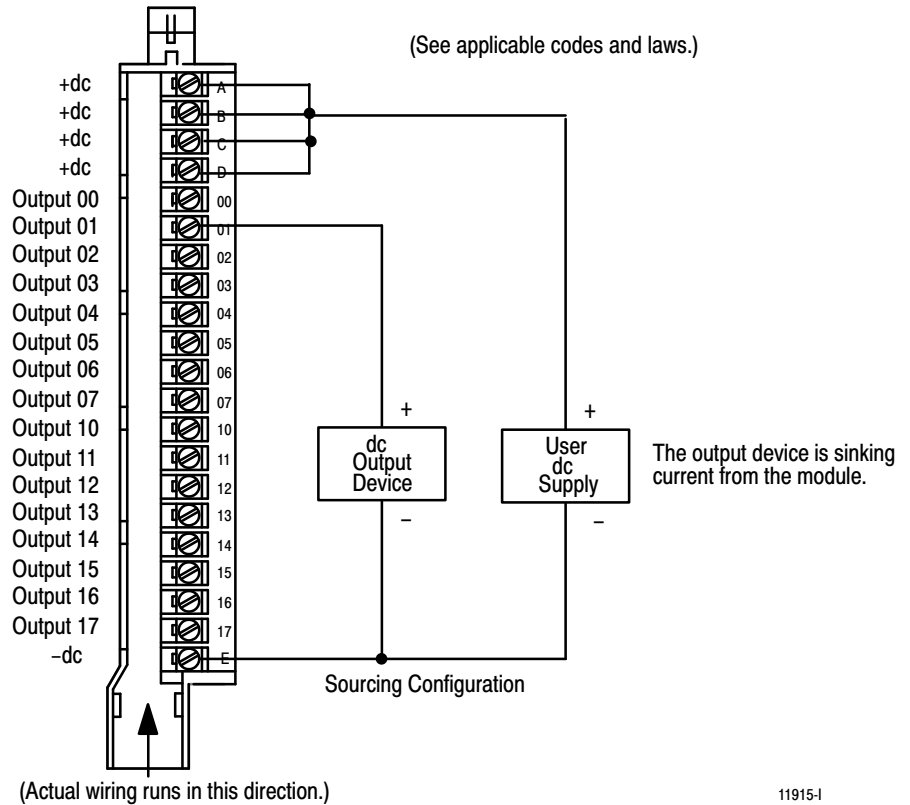 (See applicable codes and laws.)
+dc A
+dc B
+dc C
+dc D
Output 00 00
Output 01 01
Output 02 02
Output 03 03
Output 04 04
Output 05 05
Output 06 06
Output 07 07
Output 10 10
Output 11 11
Output 12 12
Output 13 13
Output 14 14
Output 15 15
Output 16 16
Output 17 17
−dc E
+
dc
Output
Device
−
+
User
dc
Supply
−
The output device is sinking
current from the module.
Sourcing Configuration
(Actual wiring runs in this direction.)
11915-I